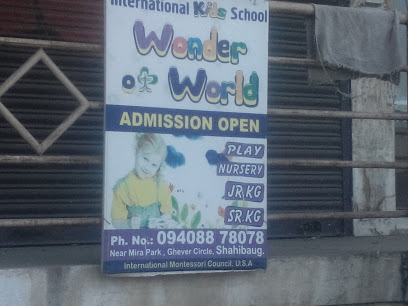 International Kids School
Wonder
of World
ADMISSION OPEN
PLAY
NURSERY
JR.KG
SR.KG
Ph. No.: 094088 78078
Near Mira Park, Ghever Circle, Shahibaug.
International Montessori Council, U.S.A